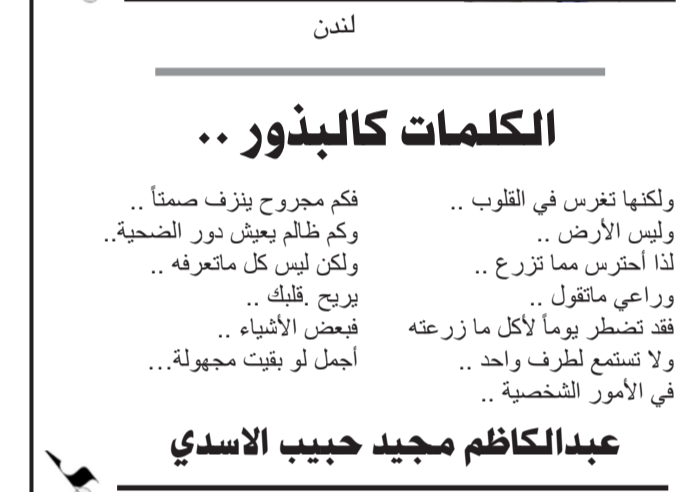 لندن
الكلمات كالبذور ..
ولكنها تغرس في القلوب ..
وليس الأرض ..
لذا أحترس مما تزرع ..
وراعي ماتقول ..
فقد تضطر يوماً لأكل ما زرعته
ولا تستمع لطرف واحد ..
في الأمور الشخصية ..
فكم مجروح ينزف صمتاً ..
وكم ظالم يعيش دور الضحية..
ولكن ليس كل ماتعرفه ..
يريح .قلبك ..
فبعض الأشياء ..
أجمل لو بقيت مجهولة...
عبدالكاظم مجيد حبيب الاسدي